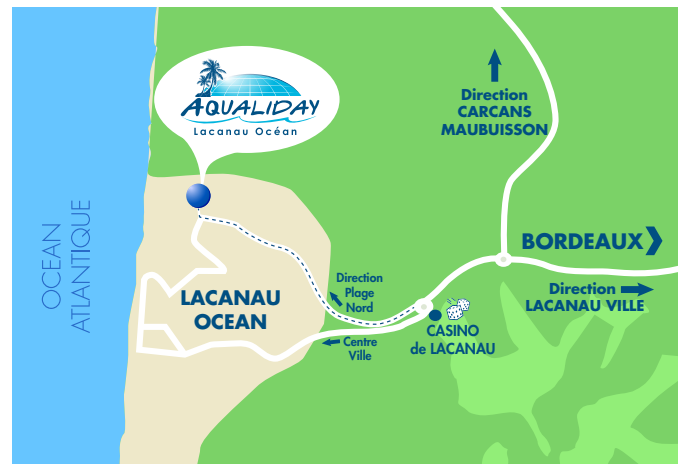 AQUALIDAY
Lacanau Océan
Direction
CARCANS
MAUBUISSON
OCEAN
ATLANTIQUE
BORDEAUX
Direction
LACANAU VILLE
Direction
Plage
Nord
LACANAU
OCEAN
CASINO
de LACANAU
Centre
Ville